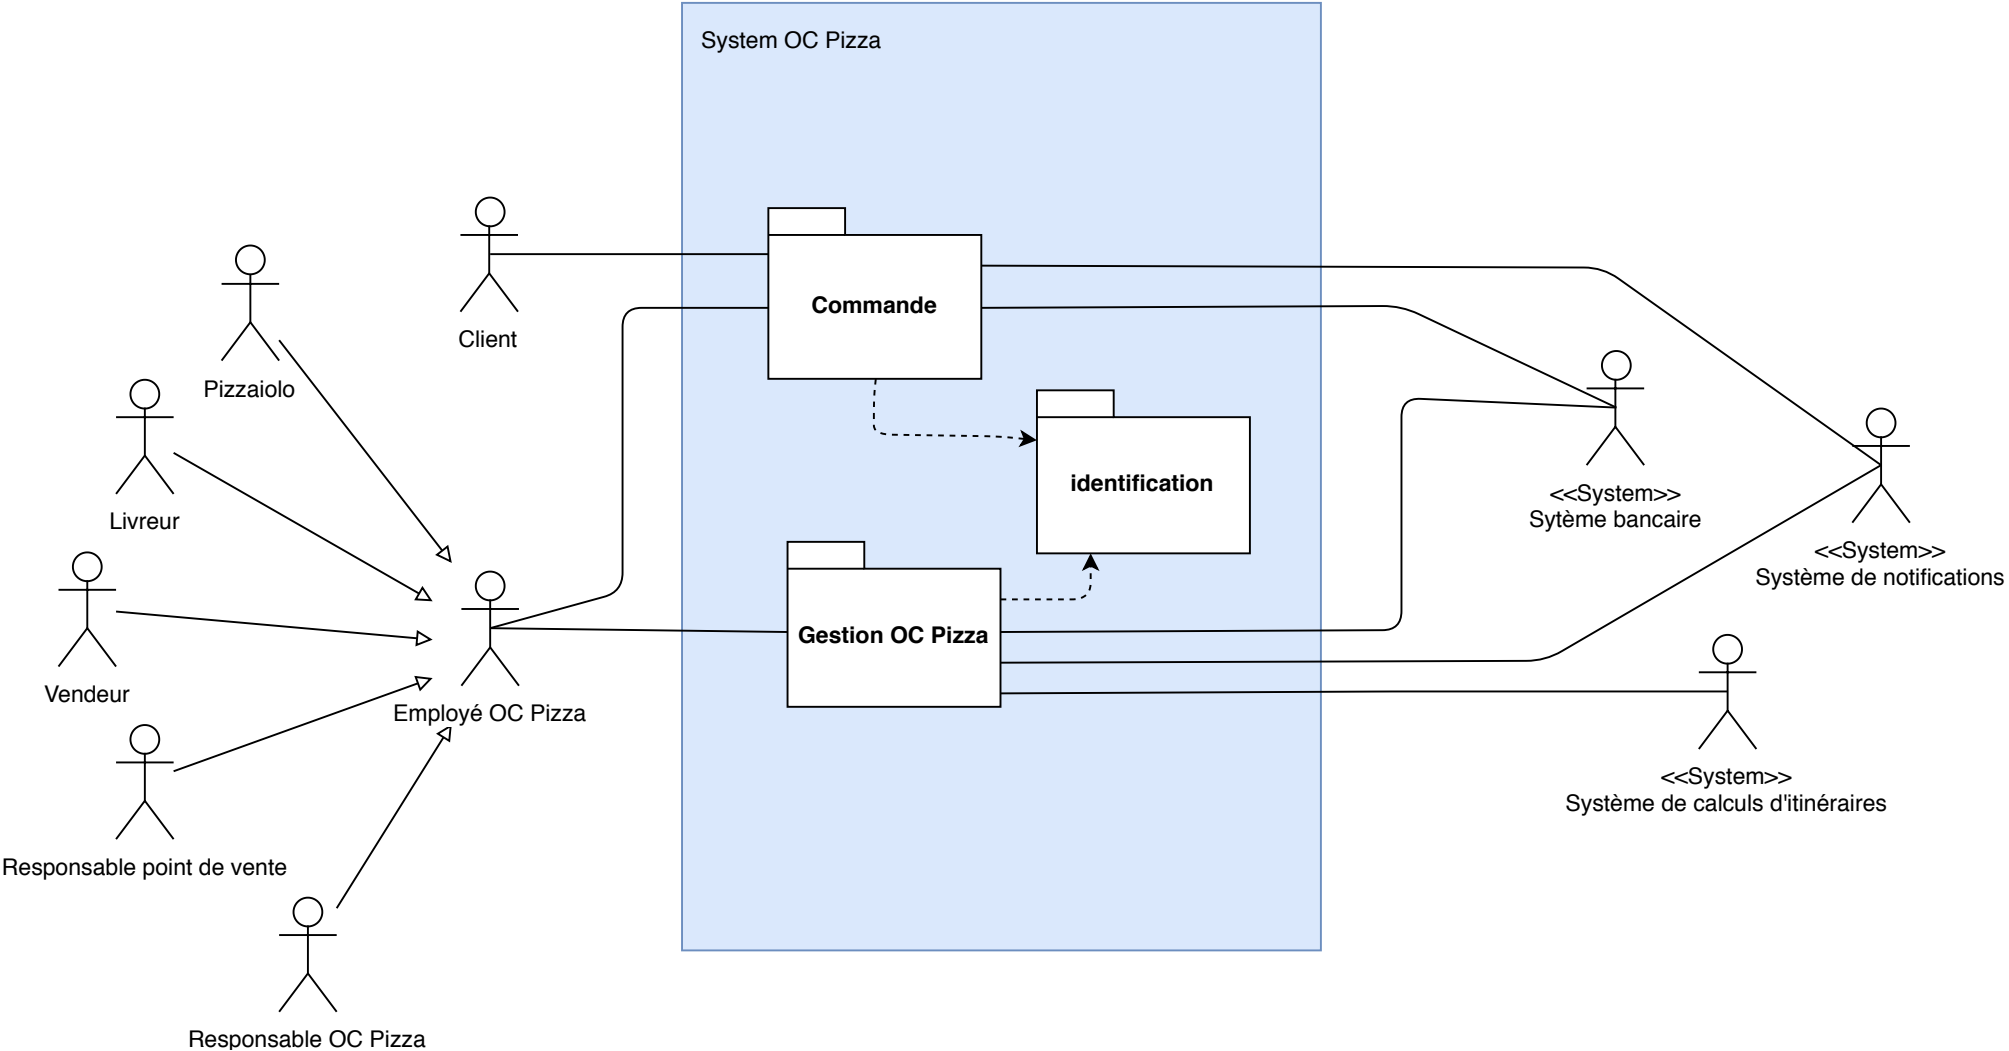 System OC Pizza
Client
Pizzaiolo
Livreur
Vendeur
Responsable point de vente
Responsable OC Pizza
Employé OC Pizza
Commande
identification
Gestion OC Pizza
<<System>>
Sytème bancaire
<<System>>
Système de notifications
<<System>>
Système de calculs d'itinéraires